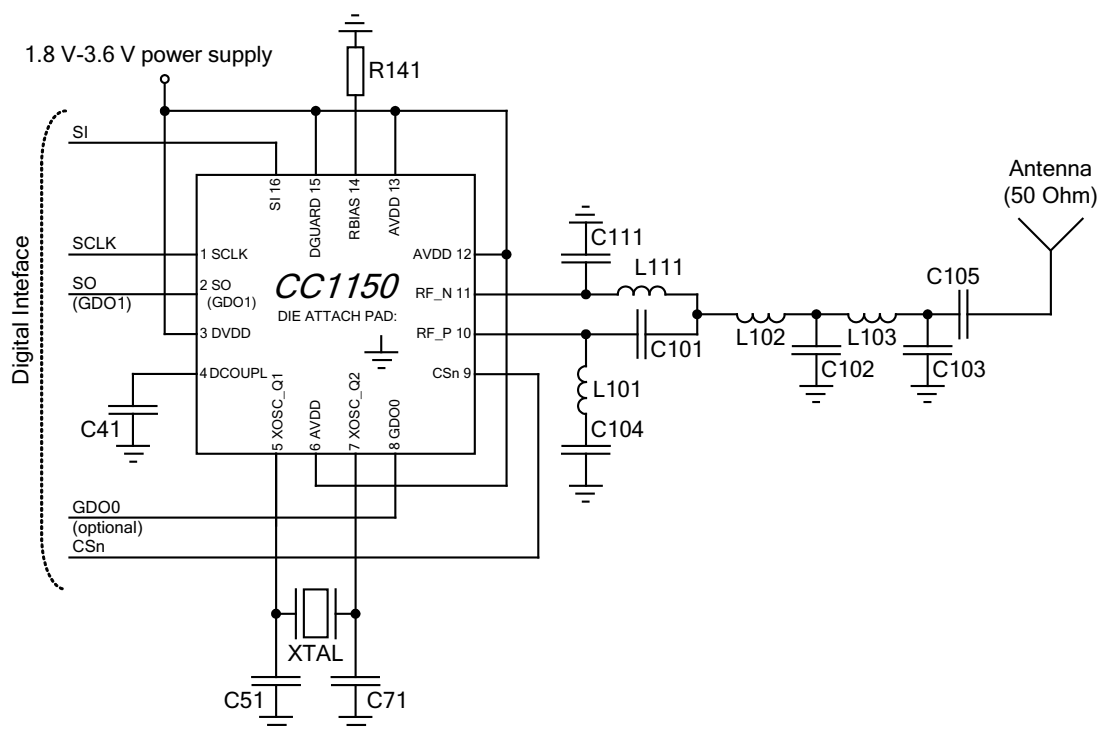 1.8 V-3.6 V power supply
R141
SI
SI 16
DGUARD 15
RBIAS 14
AVDD 13
Antenna
(50 Ohm)
Digital Inteface
SCLK
1 SCLK
AVDD 12
C111
SO
(GDO1)
2 SO
(GDO1)
CC1150
DIE ATTACH PAD:
RF_N 11
L111
C105
3 DVDD
RF_P 10
C101
L102
L103
C102
C103
4 DCOUPL
CSn 9
L101
C41
5 XOSC_Q1
6 AVDD
7 XOSC_Q2
8 GDO0
C104
GDO0
(optional)
CSn
XTAL
C51
C71